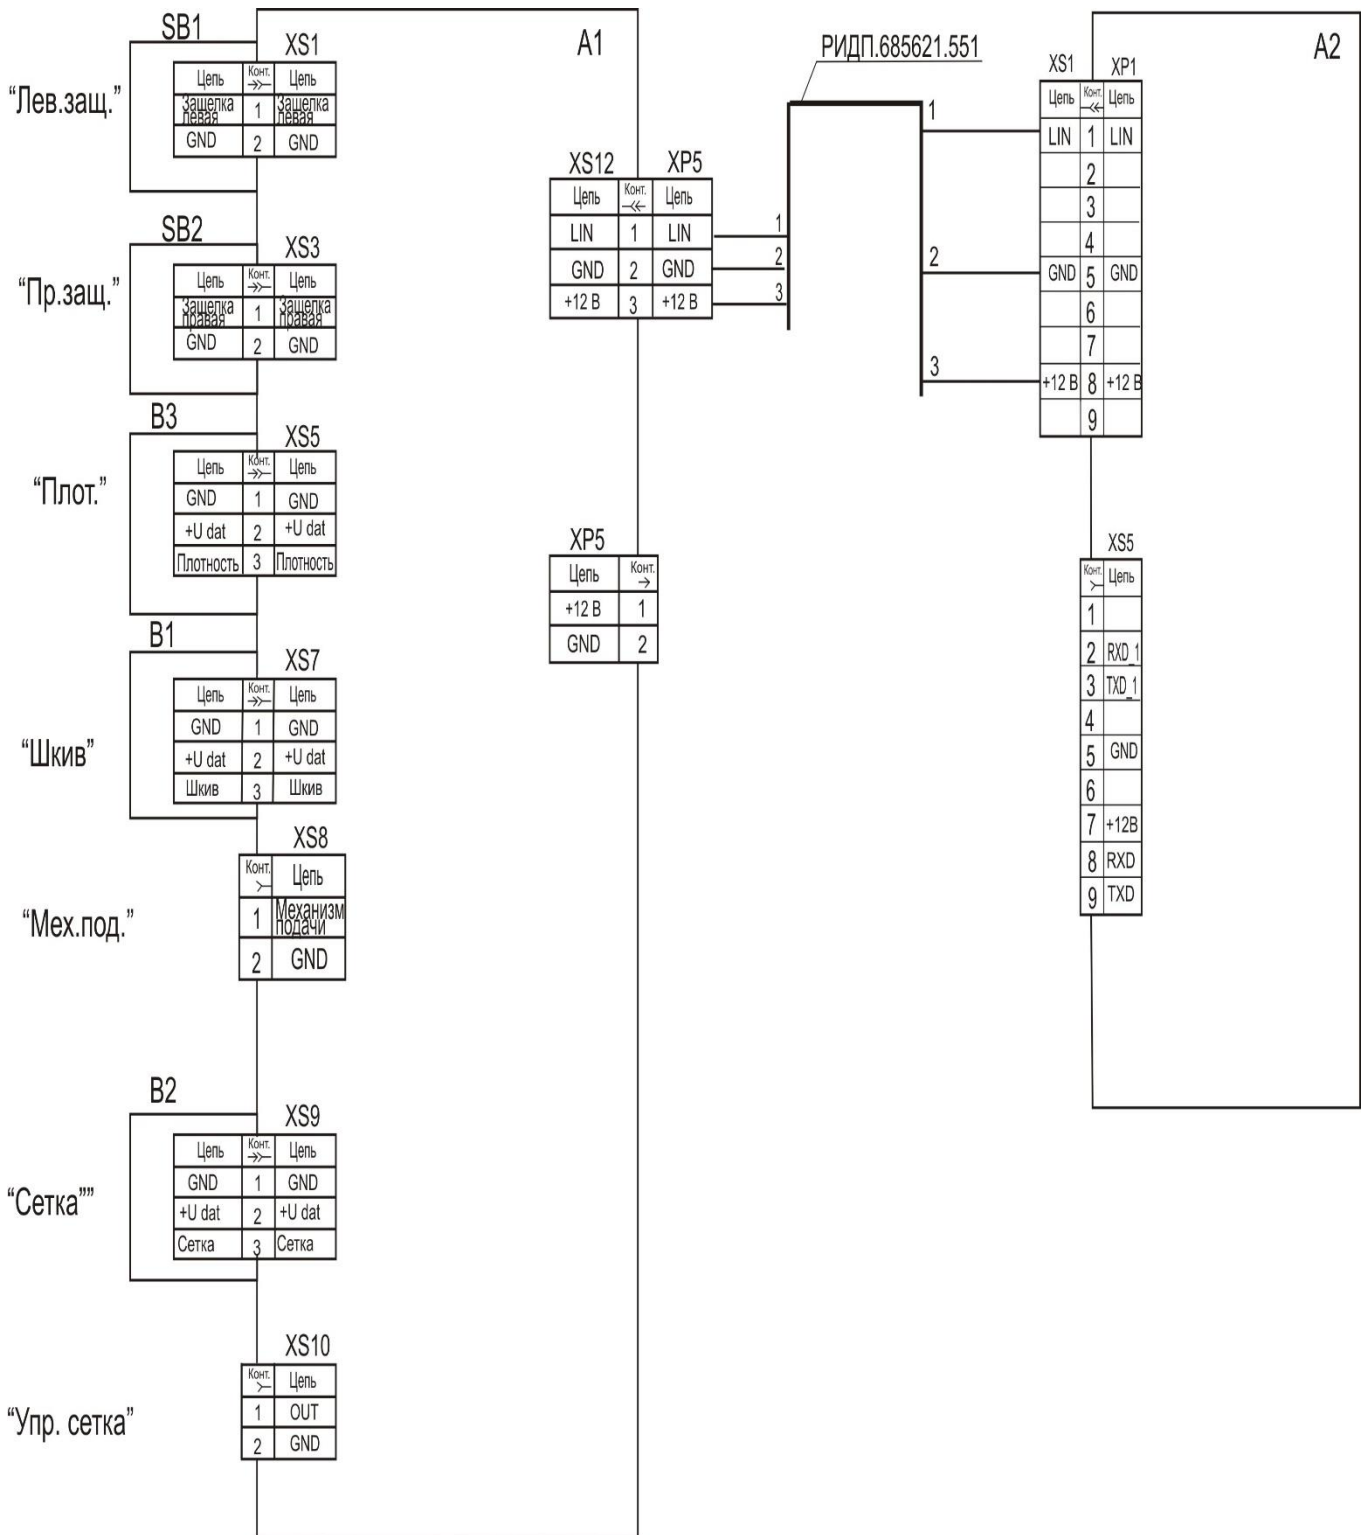 SB1
XS1
“Лев.защ.”
Цепь Конт. Цепь
Защелка левая 1 Защелка левая
GND 2 GND
SB2
XS3
“Пр.защ.”
Цепь Конт. Цепь
Защелка правая 1 Защелка правая
GND 2 GND
B3
XS5
“Плот.”
Цепь Конт. Цепь
GND 1 GND
+U dat 2 +U dat
Плотность 3 Плотность
B1
XS7
“Шкив”
Цепь Конт. Цепь
GND 1 GND
+U dat 2 +U dat
Шкив 3 Шкив
XS8
“Мех.под.”
Конт. Цепь
1 Механизм подачи
2 GND
B2
XS9
“Сетка””
Цепь Конт. Цепь
GND 1 GND
+U dat 2 +U dat
Сетка 3 Сетка
XS10
“Упр. сетка”
Конт. Цепь
1 OUT
2 GND
A1
XS12 XP5
Цепь Конт. Цепь
LIN 1 LIN 1
GND 2 GND 2
+12 В 3 +12 В 3
XP5
Цепь Конт.
+12 В 1
GND 2
РИДП.685621.551
1
2
3
A2
XS1 XP1
Цепь Конт. Цепь
LIN 1 LIN
2
3
4
GND 5 GND
6
7
+12 В 8 +12 В
9
XS5
Конт. Цепь
1
2 RXD_1
3 TXD_1
4
5 GND
6
7 +12В
8 RXD
9 TXD